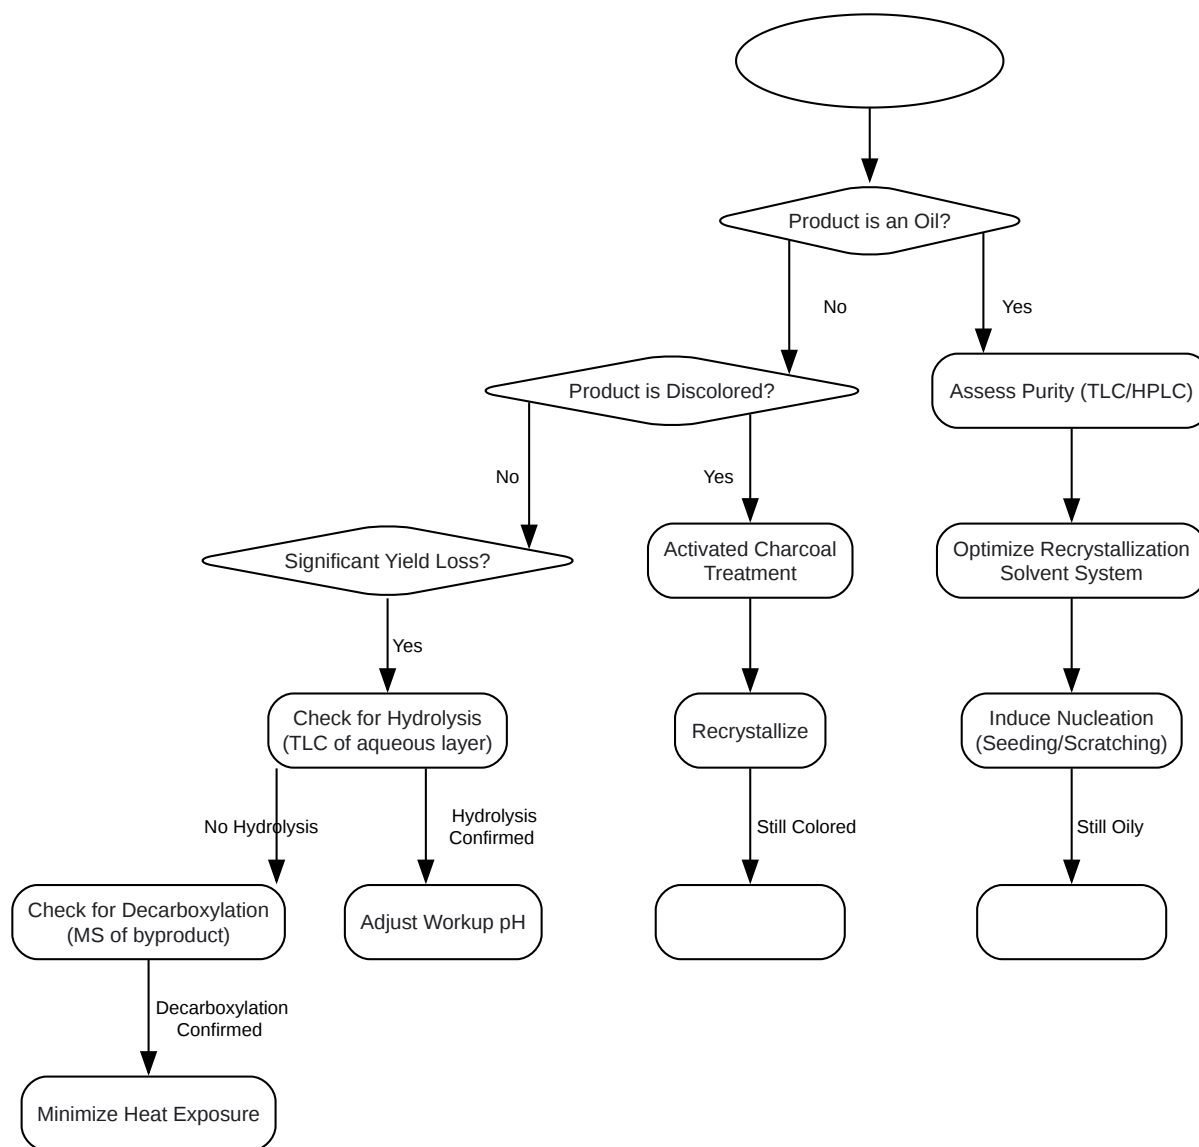 Product is an Oil?
No
Yes
Product is Discolored?
Assess Purity (TLC/HPLC)
No
Yes
Significant Yield Loss?
Activated Charcoal
Treatment
Optimize Recrystallization
Solvent System
Yes
Check for Hydrolysis
(TLC of aqueous layer)
Recrystallize
Induce Nucleation
(Seeding/Scratching)
No Hydrolysis
Hydrolysis
Confirmed
Still Colored
Still Oily
Check for Decarboxylation
(MS of byproduct)
Adjust Workup pH
Decarboxylation
Confirmed
Minimize Heat Exposure